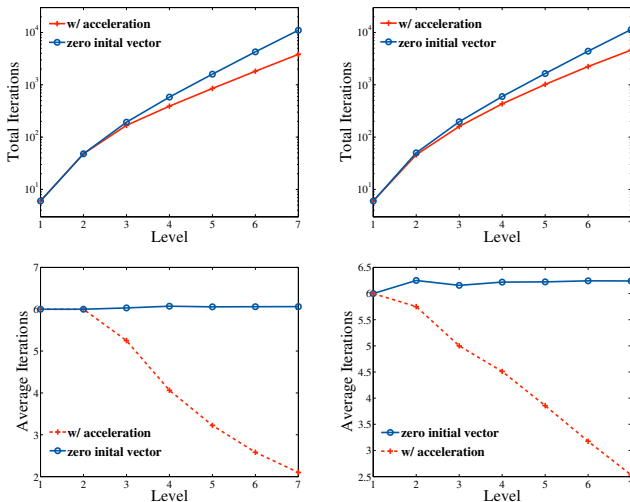 w/ acceleration
zero inital vector
Total Iterations
10^4
10^3
10^2
10^1
1 2 3 4 5 6 7
Level
w/ acceleration
zero inital vector
Total Iterations
10^4
10^3
10^2
10^1
1 2 3 4 5 6 7
Level
Average Iterations
7
6
5
4
3
2
w/ acceleration
zero inital vector
1 2 3 4 5 6 7
Level
Average Iterations
6.5
6
5.5
5
4.5
4
3.5
3
2.5
zero inital vector
w/ acceleration
1 2 3 4 5 6 7
Level